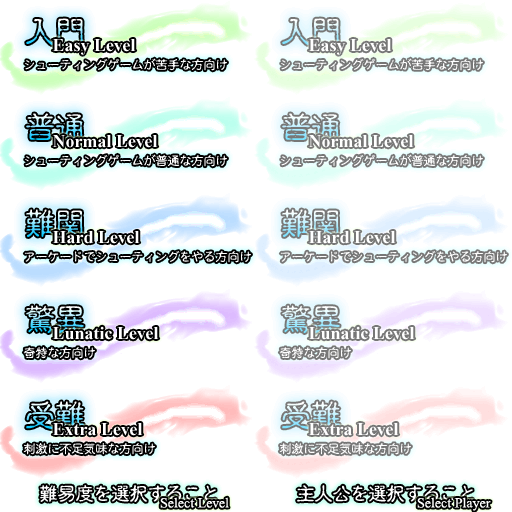 入門
Easy Level
シューティングゲームが苦手な方向け
入門
Easy Level
シューティングゲームが苦手な方向け
普通
Normal Level
シューティングゲームが普通な方向け
普通
Normal Level
シューティングゲームが普通な方向け
難関
Hard Level
アーケードでシューティングをやる方向け
難関
Hard Level
アーケードでシューティングをやる方向け
驚異
Lunatic Level
奇特な方向け
驚異
Lunatic Level
奇特な方向け
受難
Extra Level
刺激に不足気味な方向け
受難
Extra Level
刺激に不足気味な方向け
難易度を選択すること
Select Level
主人公を選択すること
Select Player